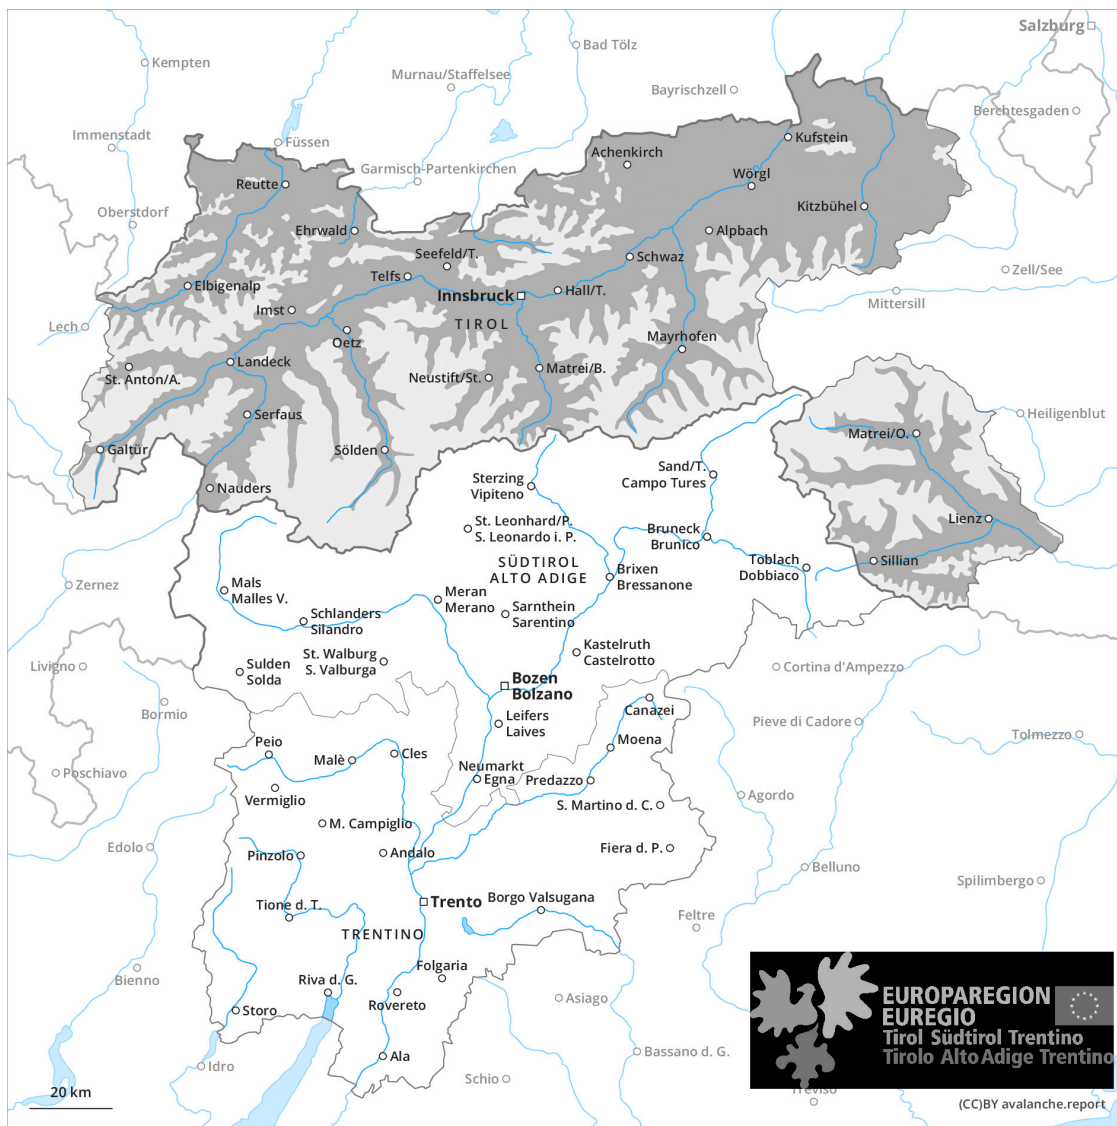 Salzburg
Bad Tölz
Kempten
Murnau/Staffelsee
Bayrischzell
Berchtesgaden
Immenstadt
Füssen
Kufstein
Achenkirch
Garmisch-Partenkirchen
Wörgl
Reutte
Kitzbühel
Oberstdorf
Ehrwald
Alpbach
Seefeld/T.
Schwaz
Zell/See
Telfs
Elbigenalp
Hall/T.
Innsbruck
Mittersill
Imst
TIROL
Lech
Oetz
Mayrhofen
Landeck
Matrei/B.
St. Anton/A.
Neustift/St.
Serfaus
Heiligenblut
Matrei/O.
Galtür
Sölden
Sand/T.
Campo Tures
Sterzing
Vipiteno
Nauders
Lienz
St. Leonhard/P.
S. Leonardo i. P.
Bruneck
Brunico
SÜDTIROL
ALTO ADIGE
Toblach
Dobbiaco
Sillian
Brixen
Bressanone
Zernez
Mals
Malles V.
Meran
Merano
Schlanders
Silandro
Sarnthein
Sarentino
Kastelruth
Castelrotto
St. Walburg
S. Valburga
Livigno
Sulden
Solda
Cortina d'Ampezzo
Bozen
Bolzano
Bormio
Canazei
Leifers
Laives
Pieve di Cadore
Tolmezzo
Peio
Moena
Cles
Malè
Neumarkt
Egna
Poschiavo
Predazzo
Vermiglio
Agordo
S. Martino d. C.
M. Campiglio
Edolo
Pinzolo
Andalo
Fiera d. P.
Belluno
Spilimbergo
Trento
Borgo Valsugana
Tione d. T.
Feltre
TRENTINO
Bienno
Folgaria
Riva d. G.
Rovereto
Asiago
Storo
EUROPAREGION
EUREGIO
Tirol Südtirol Trentino
Tirolo Alto Adige Trentino
Bassano d. G.
Ala
Idro
Schio
Treviso
20 km
(CC)BY avalanche.report